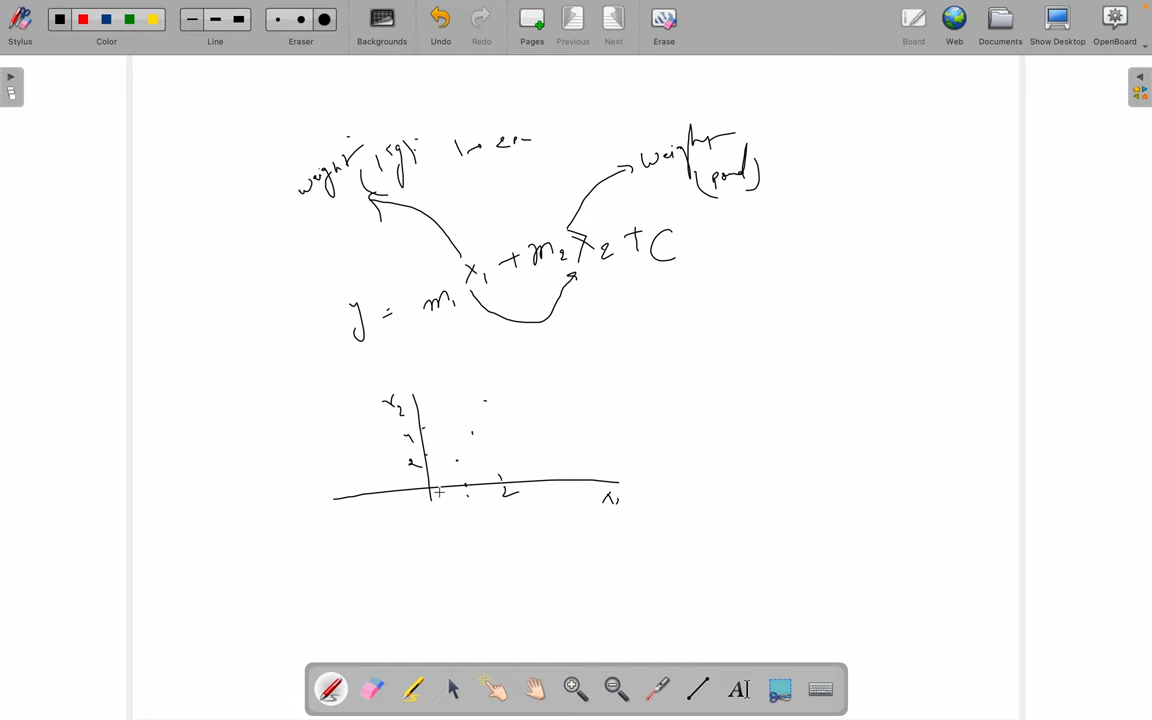 Stylus
Color
Line
Eraser
Backgrounds
Undo
Redo
Pages
Previous
Next
Erase
Board
Web
Documents
Show Desktop
OpenBoard
weight (kg)
weight
y = m₁ x₁ + m₂ x₂ + C
x₂
4
2
2
x₁